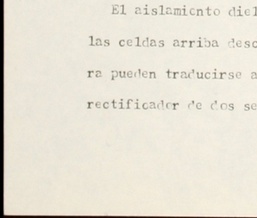 El aislamiento diel
las celdas arriba desc
ra pueden traducirse a
rectificador de dos se